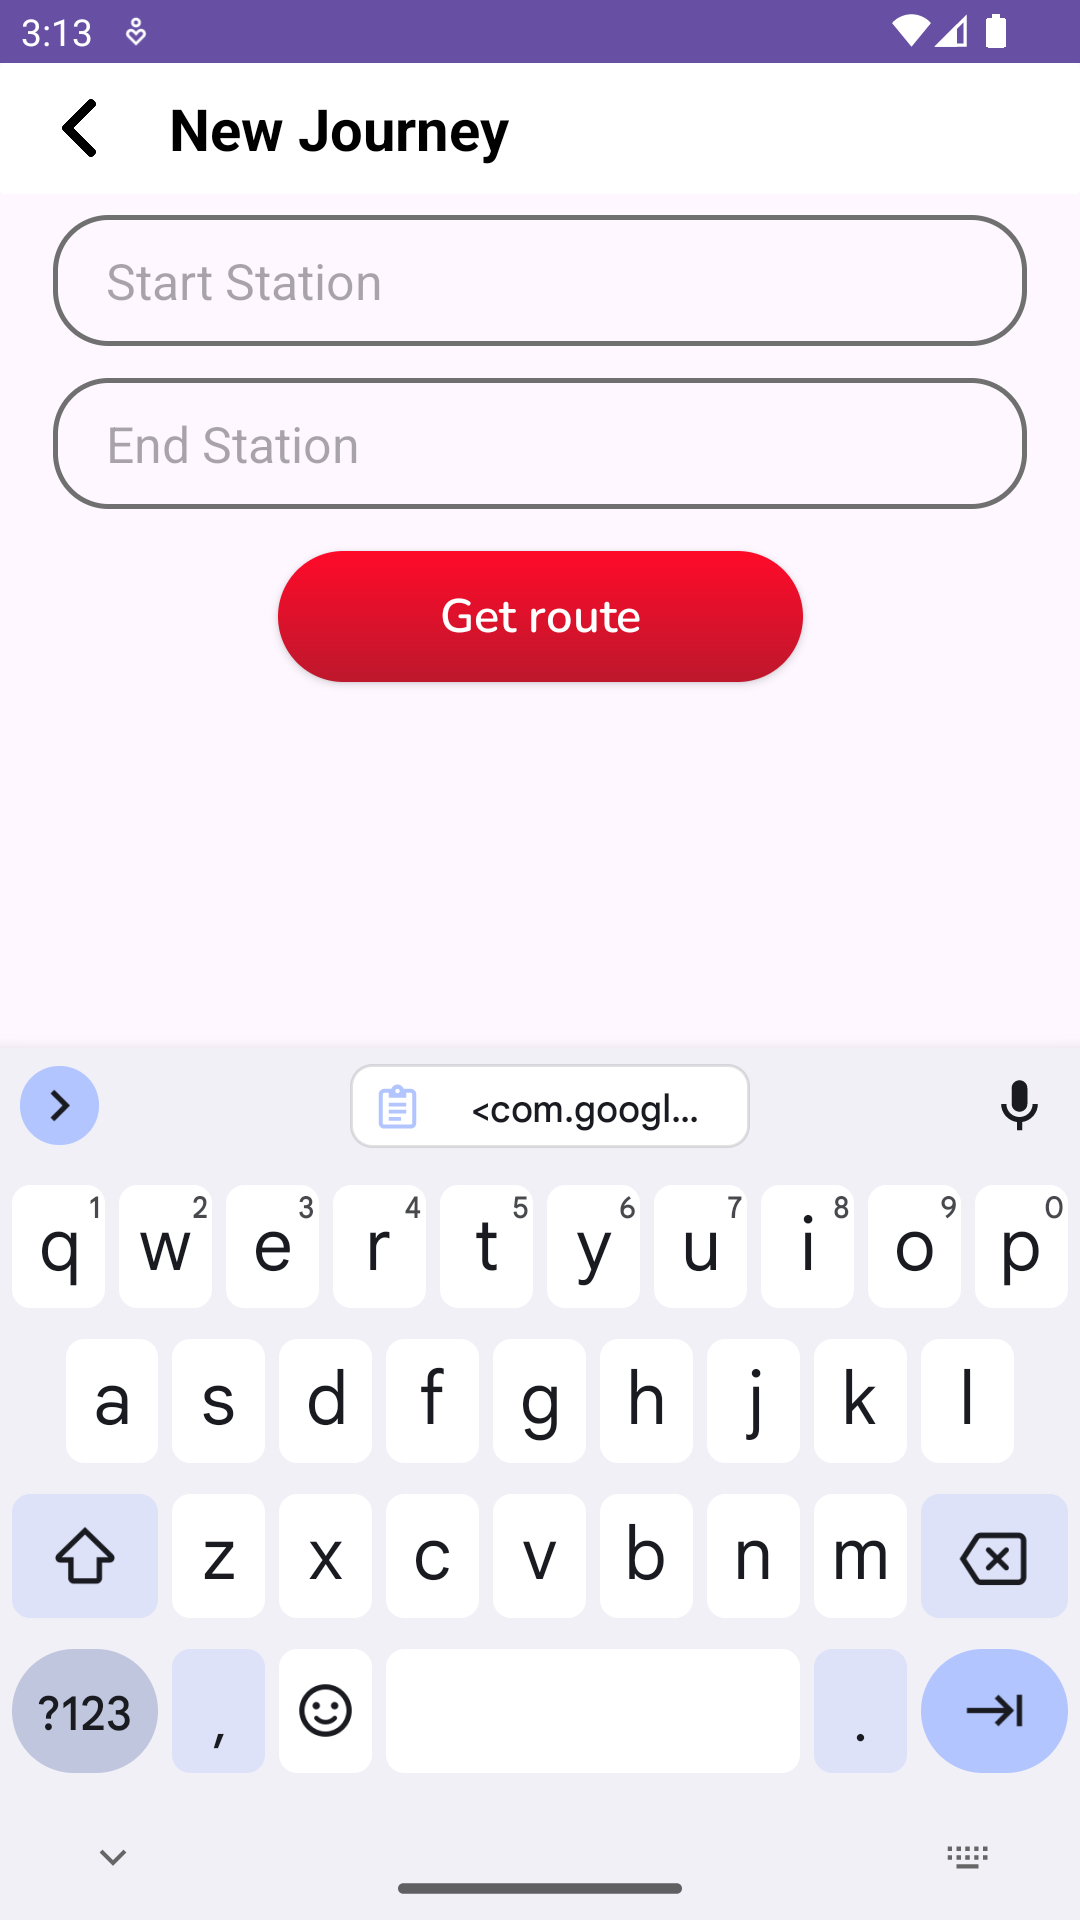 3:13
New Journey
Start Station
End Station
Get route
<com.googl...
q 1 w 2 e 3 r 4 t 5 y 6 u 7 i 8 o 9 p 0
a s d f g h j k l
z x c v b n m
?123 , .